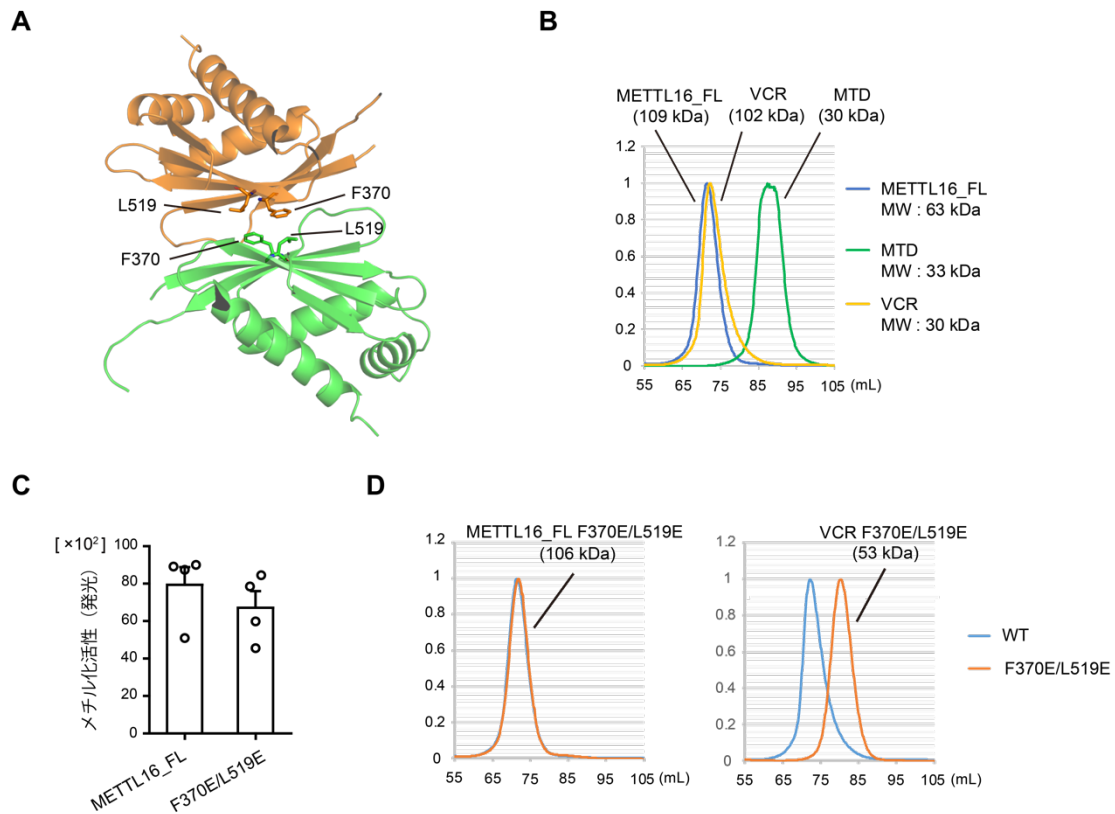 A
L519
F370
F370
L519
B
METTL16_FL
(109 kDa)
VCR
(102 kDa)
MTD
(30 kDa)
1
0.8
0.6
0.4
1.2
0
55 65 75 85 95 105 (mL)
METTL16_FL
MW : 63 kDa
MTD
MW : 33 kDa
VCR
MW : 30 kDa
C
[ ×10²]
メチル化活性（発光）
100
80
60
40
20
0
METTL16_FL
F370E/L519E
D
METTL16_FL F370E/L519E
(106 kDa)
1.2
1
0.8
0.6
0.4
0.2
0
55 65 75 85 95 105 (mL)
VCR F370E/L519E
(53 kDa)
1.2
1
0.8
0.6
0.4
0.2
0
55 65 75 85 95 105 (mL)
WT
F370E/L519E